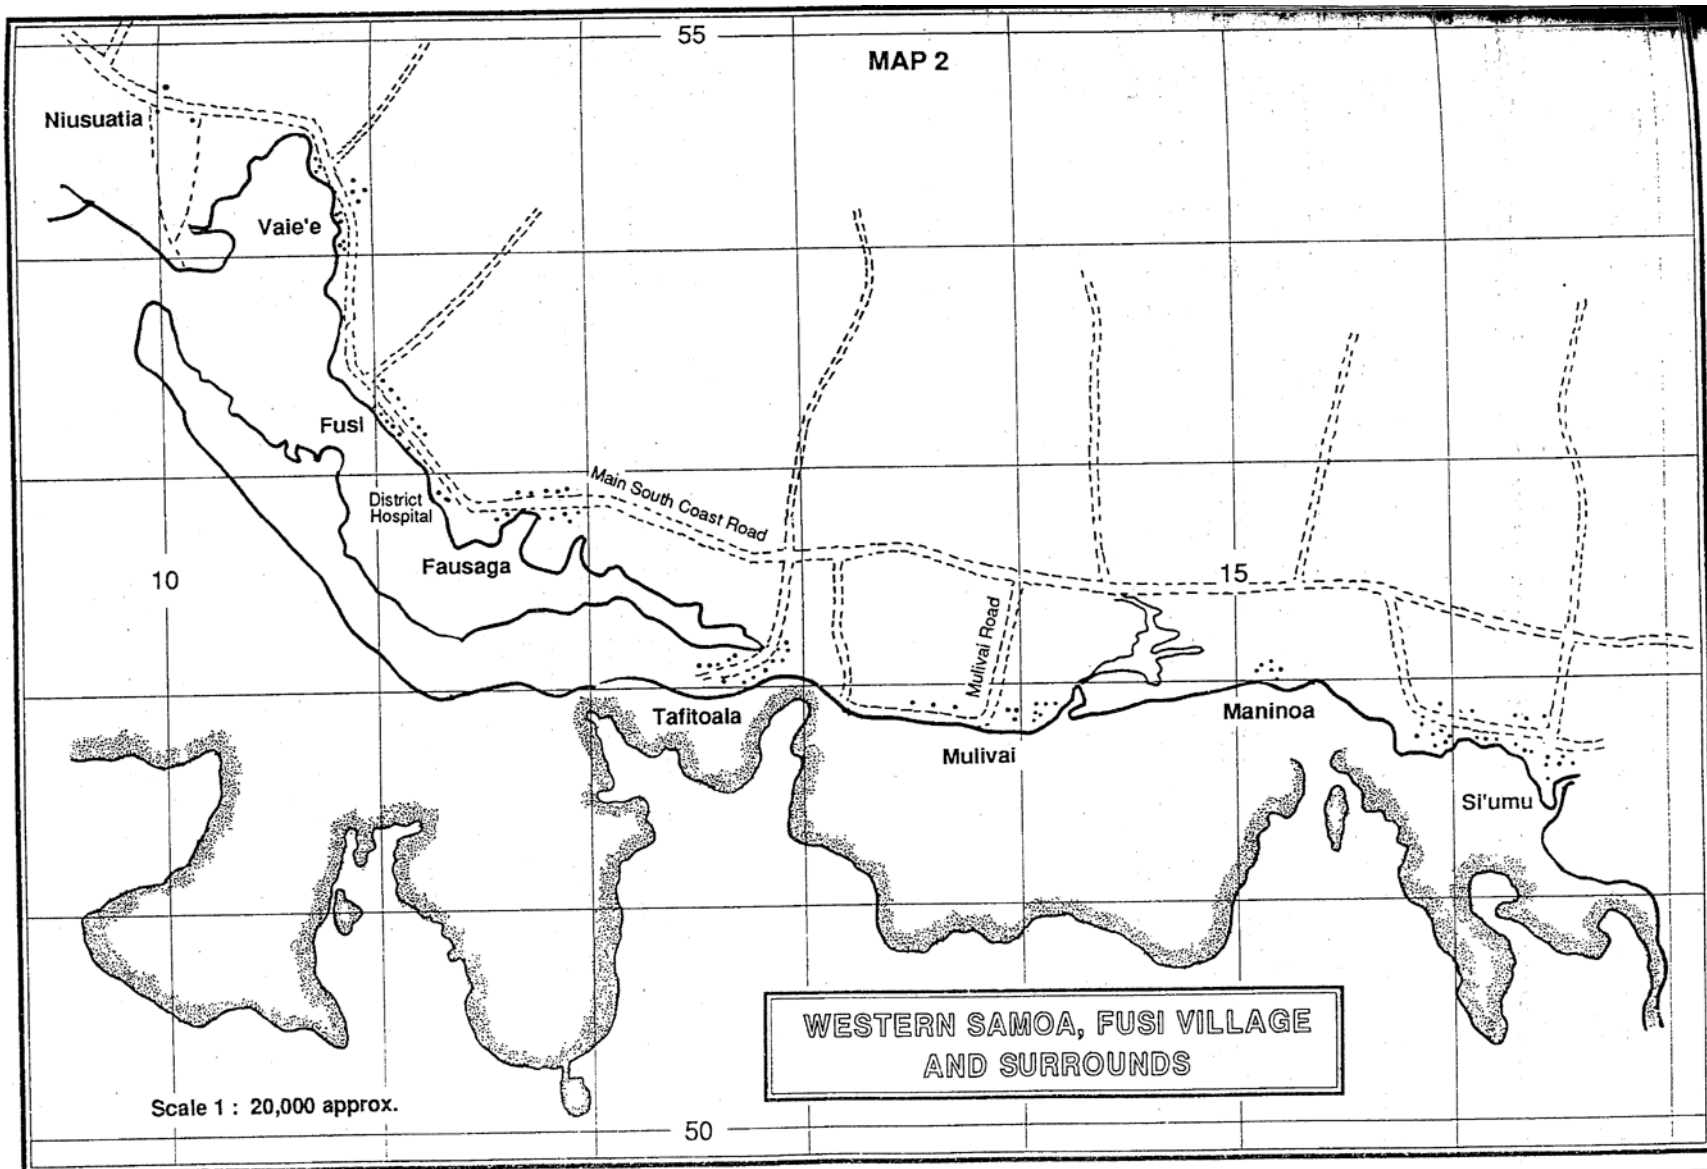 55
MAP 2
Niusuatia
Vaie'e
Fusi
District
Hospital
Main South Coast Road
Fausaga
10
15
Mulivai Road
Tafitoala
Mulivai
Maninoa
Si'umu
WESTERN SAMOA, FUSI VILLAGE
AND SURROUNDS
Scale 1 : 20,000 approx.
50